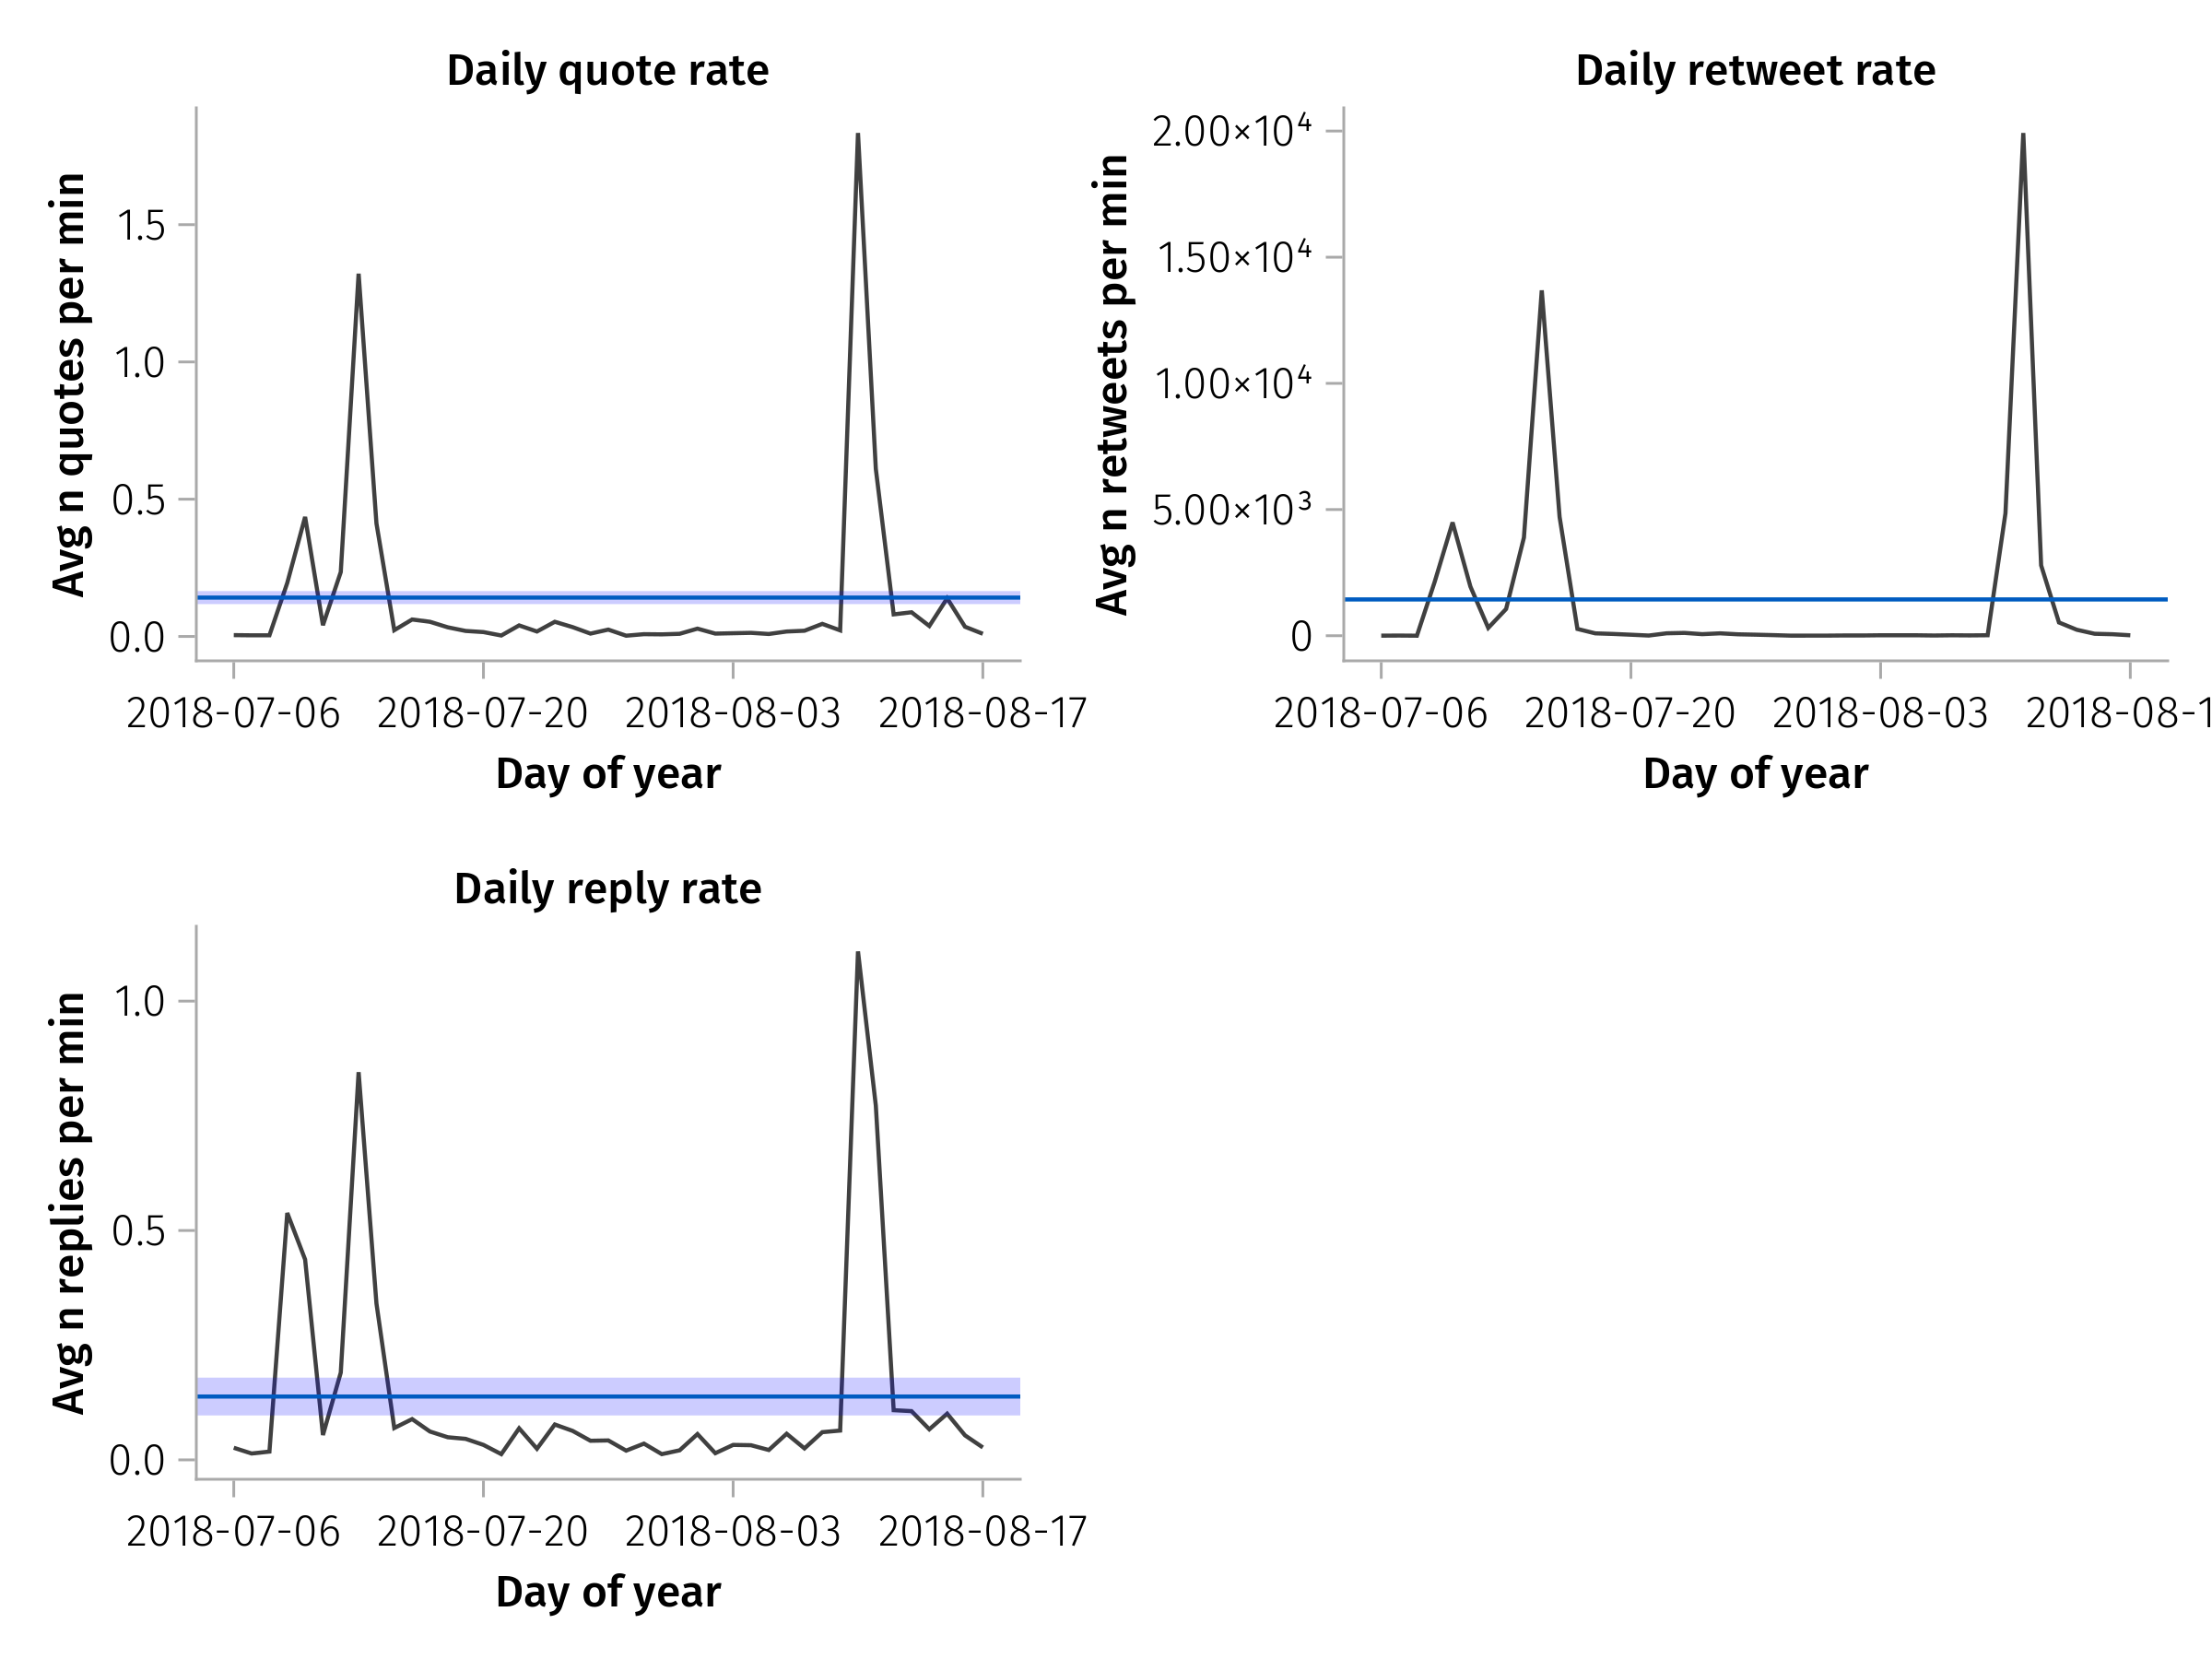 Daily quote rate
Avg n quotes per min
1.5
1.0
0.5
0.0
2018-07-06 2018-07-20 2018-08-03 2018-08-17
Day of year
Daily retweet rate
Avg n retweets per min
2.00×10⁴
1.50×10⁴
1.00×10⁴
5.00×10³
0
2018-07-06 2018-07-20 2018-08-03 2018-08-1
Day of year
Daily reply rate
Avg n replies per min
1.0
0.5
0.0
2018-07-06 2018-07-20 2018-08-03 2018-08-17
Day of year